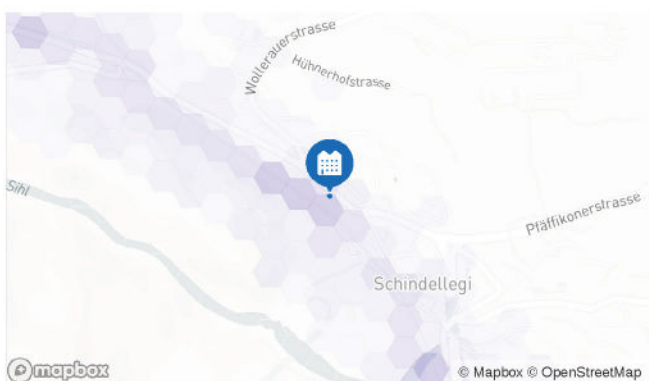 Wollerauerstrasse
Hühnerhofstrasse
Sihl
Pfäffikonerstrasse
Schindellegi
mapbox
© Mapbox © OpenStreetMap